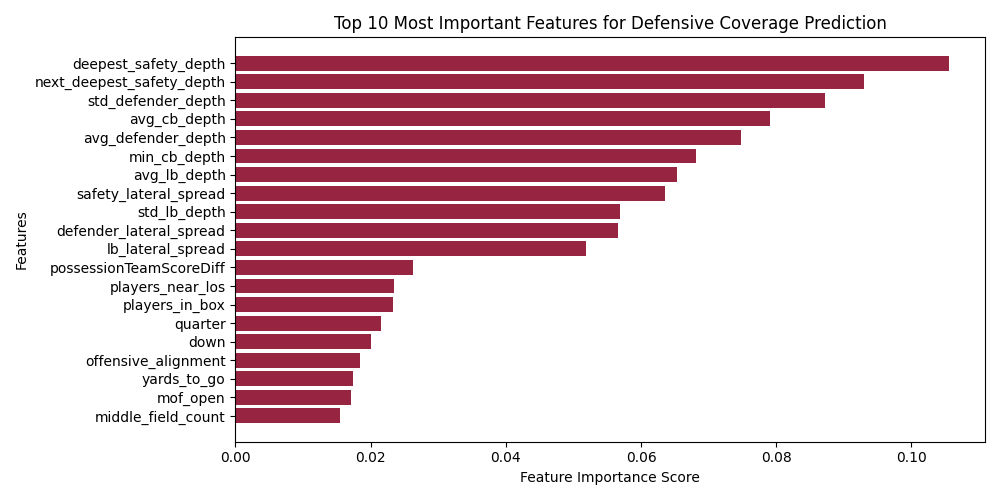 Top 10 Most Important Features for Defensive Coverage Prediction
Features
deepest_safety_depth
next_deepest_safety_depth
std_defender_depth
avg_cb_depth
avg_defender_depth
min_cb_depth
avg_lb_depth
safety_lateral_spread
std_lb_depth
defender_lateral_spread
lb_lateral_spread
possessionTeamScoreDiff
players_near_los
players_in_box
quarter
down
offensive_alignment
yards_to_go
mof_open
middle_field_count
0.00 0.02 0.04 0.06 0.08 0.10
Feature Importance Score